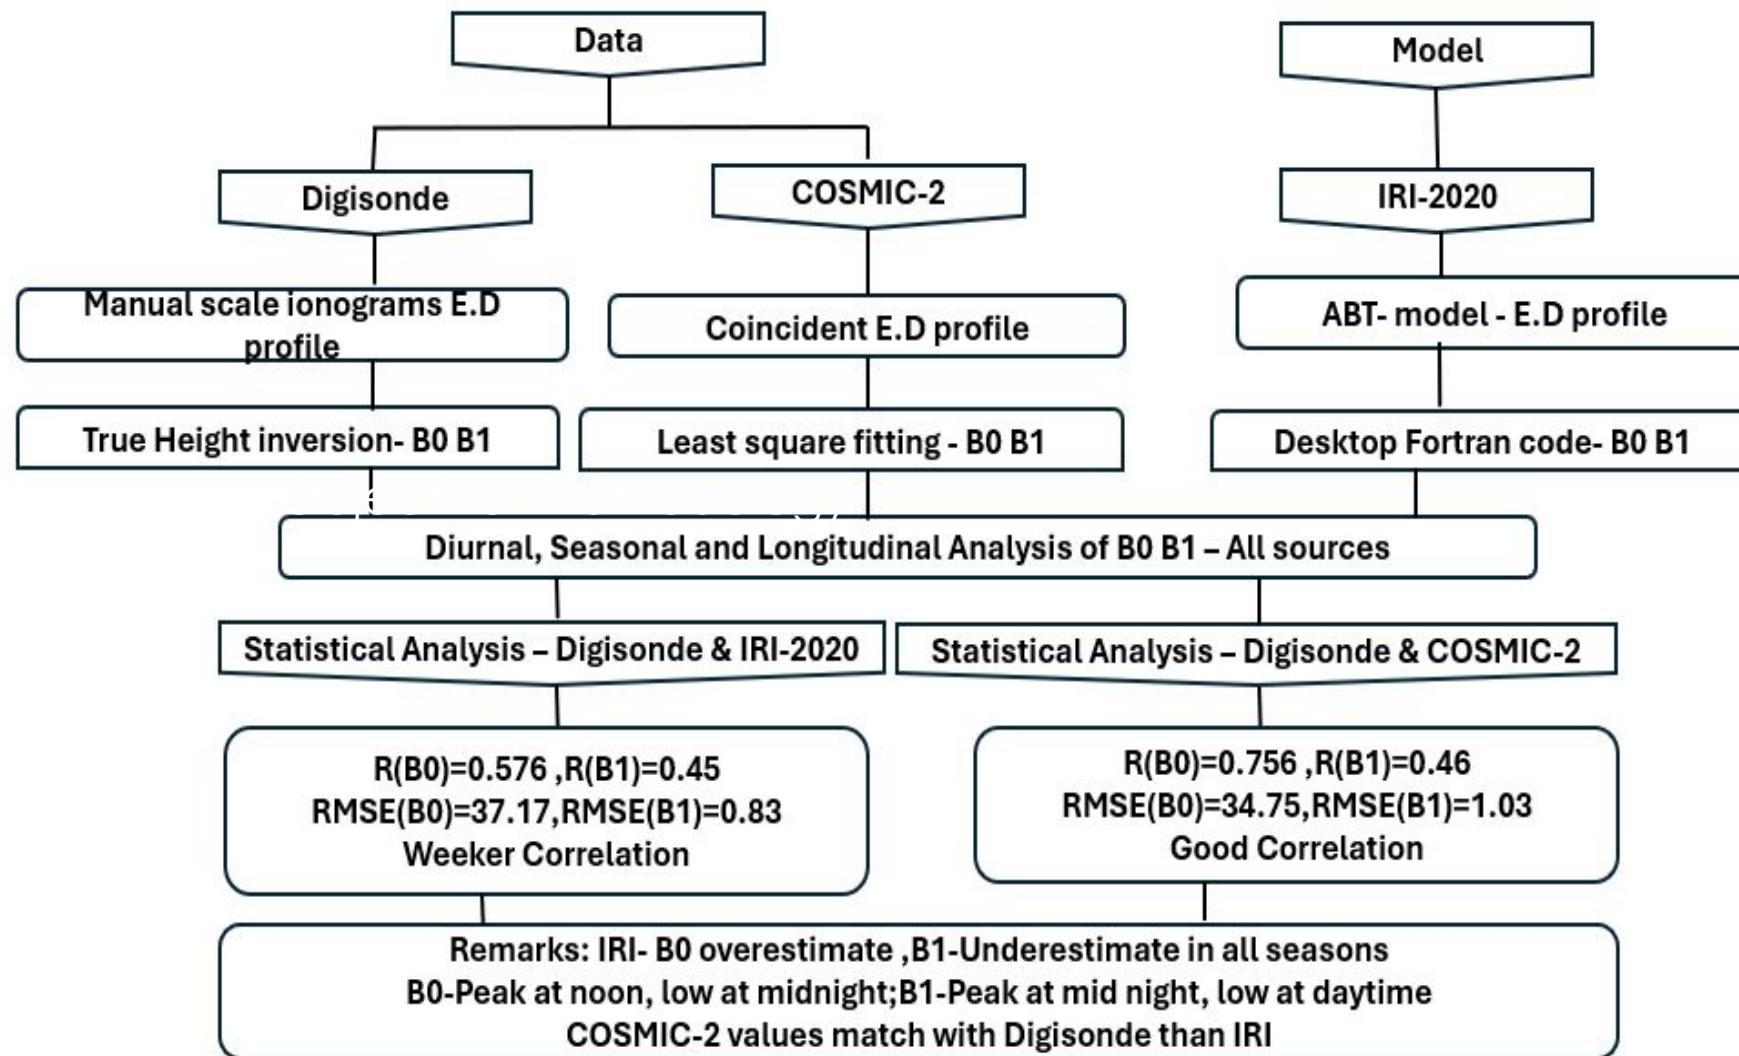 Data
Model
Digisonde
COSMIC-2
IRI-2020
Manual scale ionograms E.D
profile
Coincident E.D profile
ABT- model - E.D profile
True Height inversion- B0 B1
Least square fitting - B0 B1
Desktop Fortran code- B0 B1
Diurnal, Seasonal and Longitudinal Analysis of B0 B1 – All sources
Statistical Analysis – Digisonde & IRI-2020
Statistical Analysis – Digisonde & COSMIC-2
R(B0)=0.576 ,R(B1)=0.45
RMSE(B0)=37.17,RMSE(B1)=0.83
Weeker Correlation
R(B0)=0.756 ,R(B1)=0.46
RMSE(B0)=34.75,RMSE(B1)=1.03
Good Correlation
Remarks: IRI- B0 overestimate ,B1-Underestimate in all seasons
B0-Peak at noon, low at midnight;B1-Peak at mid night, low at daytime
COSMIC-2 values match with Digisonde than IRI